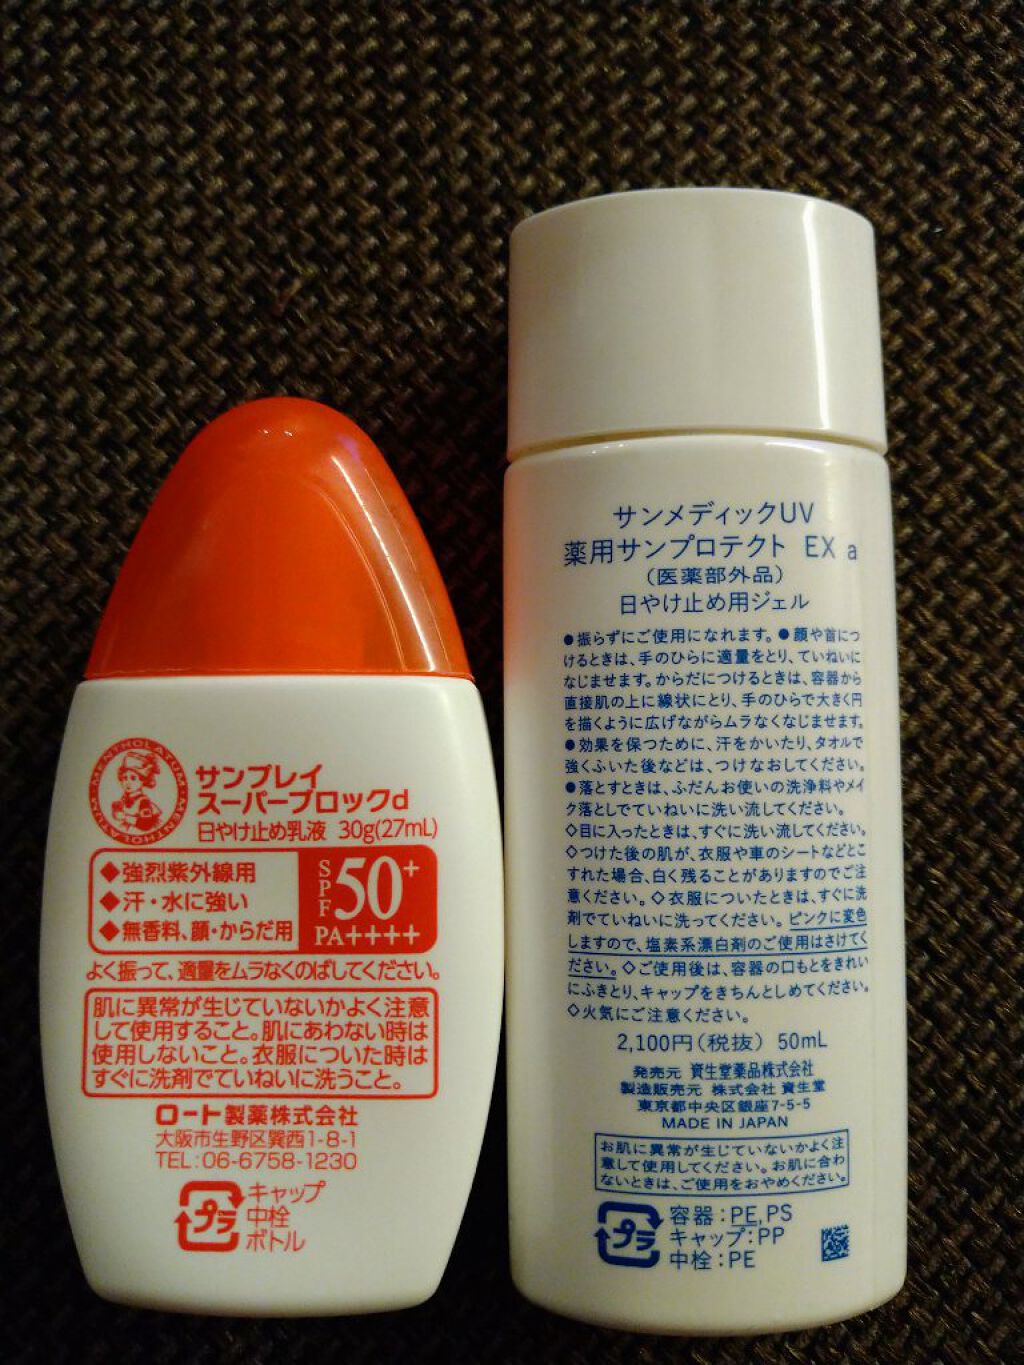 MENTHOLATUM・MENTHOLATUM・
サンプレイ
スーパーブロックd
日やけ止め乳液 30g(27mL)
◆強烈紫外線用
◆汗・水に強い
◆無香料、顔・からだ用
SPF50+
PA++++
よく振って、適量をムラなくのばしてください。
肌に異常が生じていないかよく注意
して使用すること。肌にあわない時は
使用しないこと。衣服についた時は
すぐに洗剤でていねいに洗うこと。
ロート製薬株式会社
大阪市生野区巽西1-8-1
TEL:06-6758-1230
プラ
キャップ
中栓
ボトル
サンメディックUV
薬用サンプロテクト EX a
(医薬部外品)
日やけ止め用ジェル
●振らずにご使用になれます。●顔や首につ
けるときは、手のひらに適量をとり、ていねいに
なじませます。からだにつけるときは、容器から
直接肌の上に線状にとり、手のひらで大きく円
を描くように広げながらムラなくなじませます。
●効果を保つために、汗をかいたり、タオルで
強くふいた後などは、つけなおしてください。
●落とすときは、ふだんお使いの洗浄料やメイ
ク落としでていねいに洗い流してください。
◇目に入ったときは、すぐに洗い流してください。
◇つけた後の肌が、衣服や車のシートなどとこ
すれた場合、白く残ることがありますのでご注
意ください。◇衣服についたときは、すぐに洗
剤でていねいに洗ってください。ピンクに変色
しますので、塩素系漂白剤のご使用はさけてく
ださい。◇ご使用後は、容器の口もとをきれい
にふきとり、キャップをきちんとしめてください。
◇火気にご注意ください。
2,100円(税抜) 50mL
発売元 資生堂薬品株式会社
製造販売元 株式会社 資生堂
東京都中央区銀座7-5-5
MADE IN JAPAN
お肌に異常が生じていないかよく注
意して使用してください。お肌に合わ
ないときは、ご使用をおやめください。
プラ
容器:PE,PS
キャップ:PP
中栓:PE